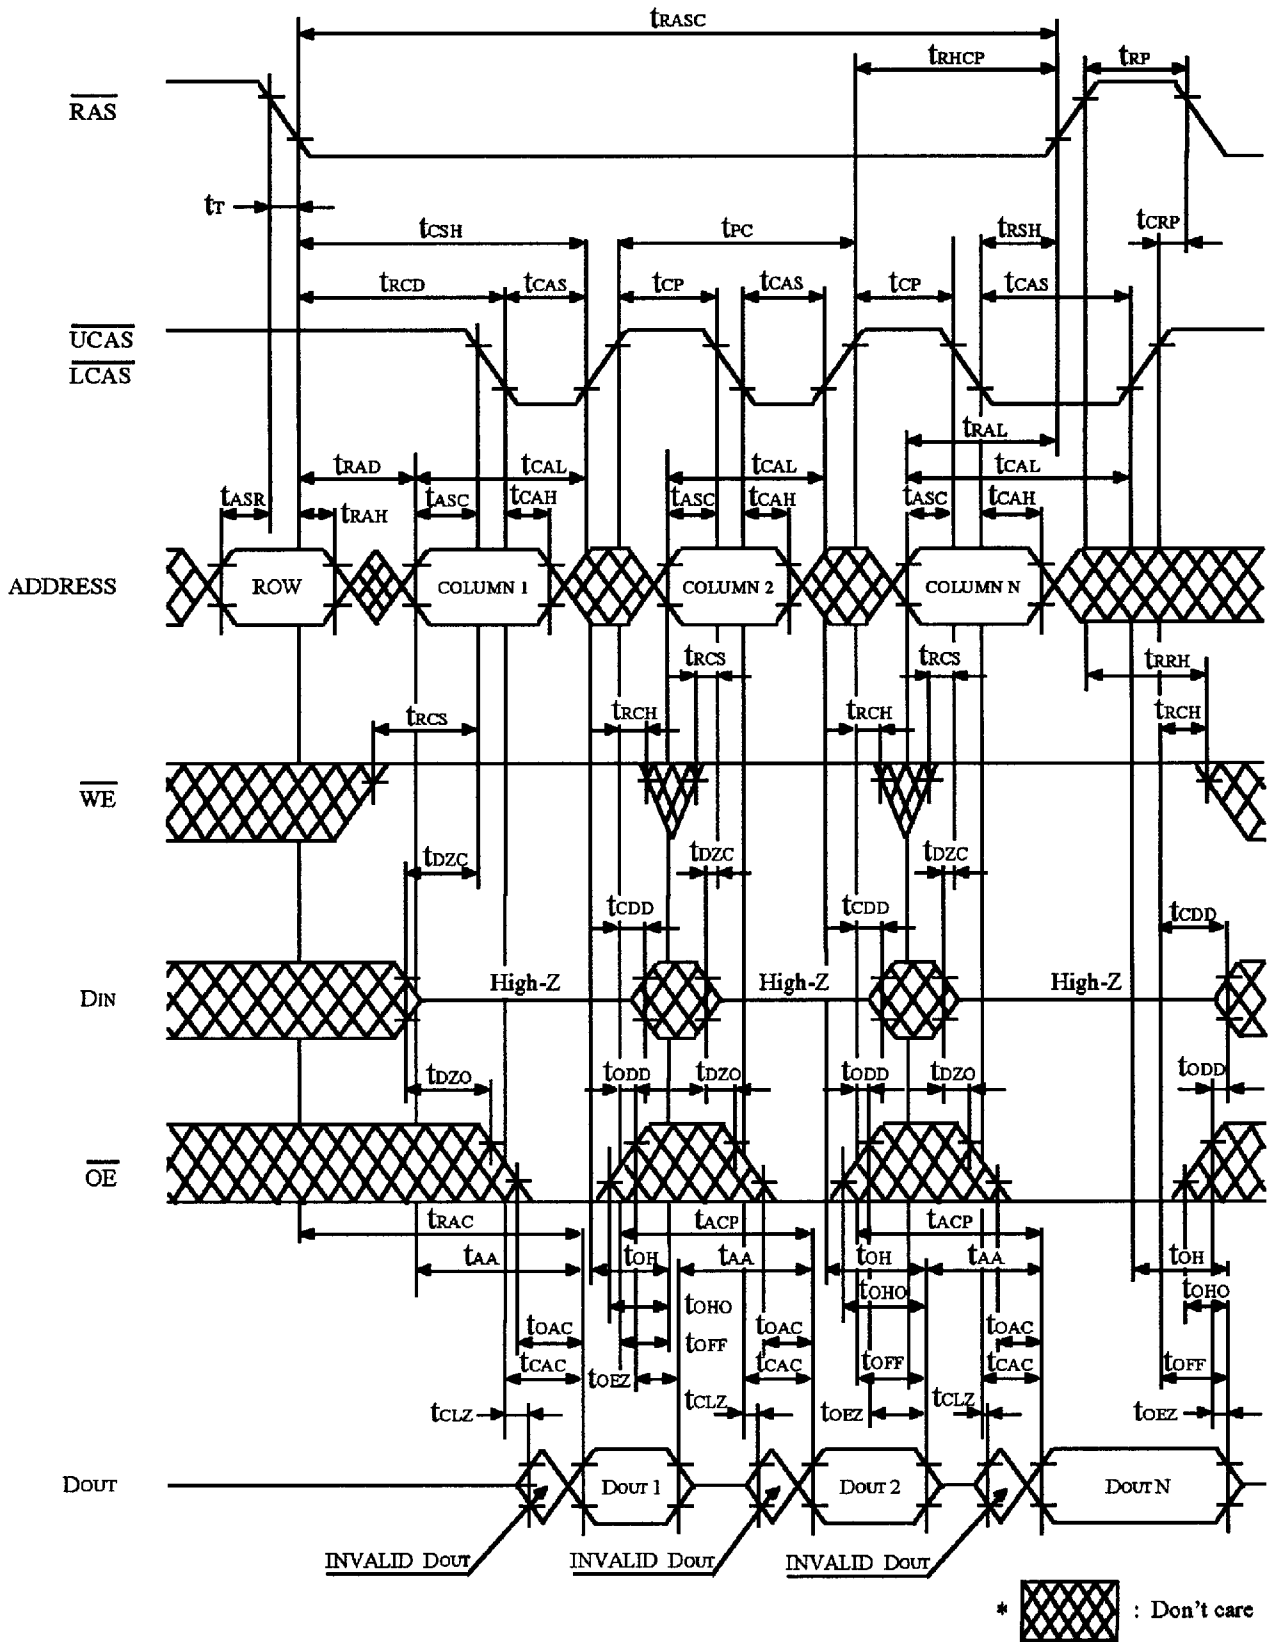 tRASC
tRHCP tRP
RAS
tT
tCSH tPC tRSH tCRP
tRCD tCAS tCP tCAS tCP tCAS
UCAS
LCAS
tRAL
tRAD tCAL tCAL tCAL
tASR tRAH tASC tCAH tASC tCAH tASC tCAH
ADDRESS ROW COLUMN 1 COLUMN 2 COLUMN N
tRCS tRCS tRRH
tRCS tRCH tRCH tRCH
WE
tDZC tDZC tDZC
tCDD tCDD tCDD
DIN High-Z High-Z High-Z
tDZO tODD tDZO tODD tDZO tODD
OE
tRAC tACP tACP
tAA tOH tAA tOH tAA tOH
tOHO tOHO tOHO
tOAC tOFF tOAC tOFF tOAC tOFF
tCAC tOEZ tCAC tCAC
tCLZ tCLZ tOEZ tCLZ tOEZ
DOUT DOUT 1 DOUT 2 DOUT N
INVALID DOUT INVALID DOUT INVALID DOUT
* : Don't care